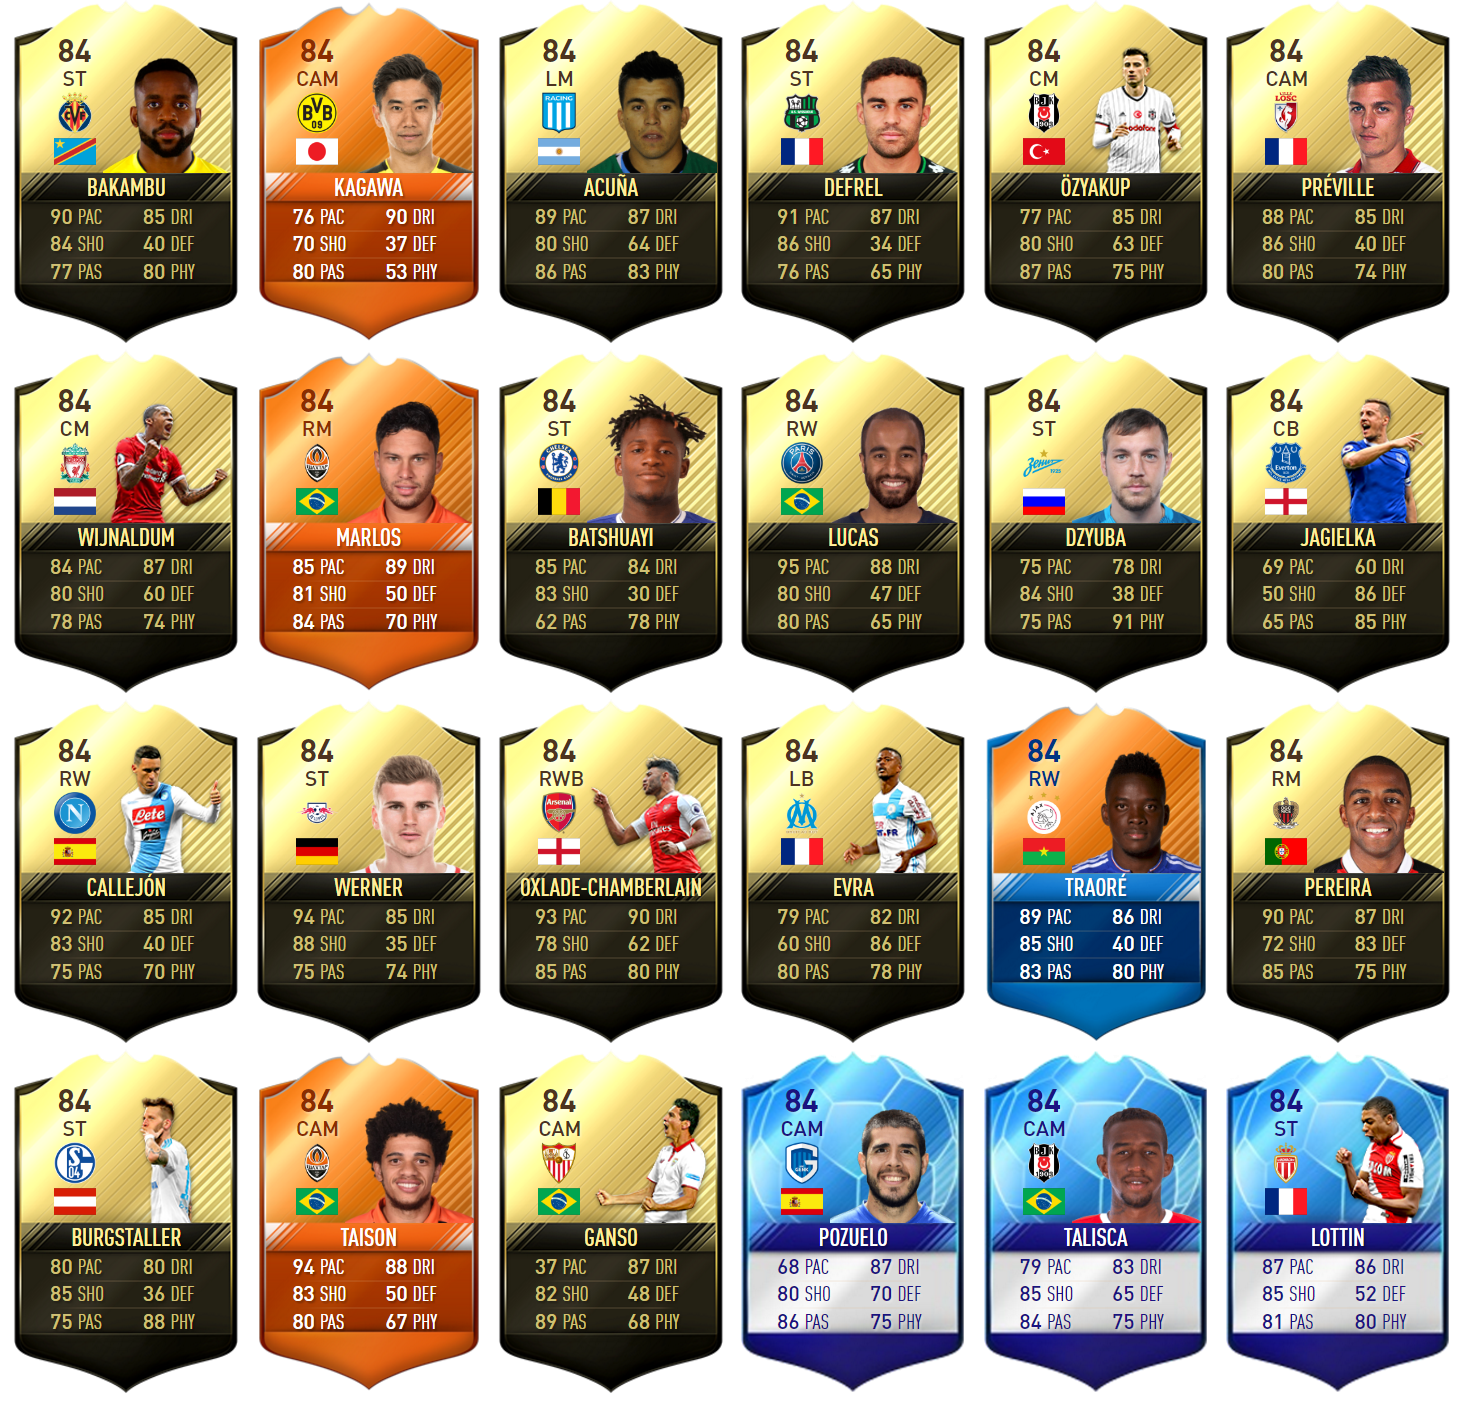 84
ST
BAKAMBU
90 PAC 85 DRI
84 SHO 40 DEF
77 PAS 80 PHY
84
CAM
BVB
09
KAGAWA
76 PAC 90 DRI
70 SHO 37 DEF
80 PAS 53 PHY
84
LM
RACING
ACUÑA
89 PAC 87 DRI
80 SHO 64 DEF
86 PAS 83 PHY
84
ST
DEFREL
91 PAC 87 DRI
86 SHO 34 DEF
76 PAS 65 PHY
84
CM
BJK
1903
vodafone
ÖZYAKUP
77 PAC 85 DRI
80 SHO 63 DEF
87 PAS 75 PHY
84
CAM
LOSC
PRÉVILLE
88 PAC 85 DRI
86 SHO 40 DEF
80 PAS 74 PHY
84
CM
WIJNALDUM
84 PAC 87 DRI
80 SHO 60 DEF
78 PAS 74 PHY
84
RM
MARLOS
85 PAC 89 DRI
81 SHO 50 DEF
84 PAS 70 PHY
84
ST
BATSHUAYI
85 PAC 84 DRI
83 SHO 30 DEF
62 PAS 78 PHY
84
RW
PARIS
LUCAS
95 PAC 88 DRI
80 SHO 47 DEF
80 PAS 65 PHY
84
ST
Зенит
DZYUBA
75 PAC 78 DRI
84 SHO 38 DEF
75 PAS 91 PHY
84
CB
Everton
JAGIELKA
69 PAC 60 DRI
50 SHO 86 DEF
65 PAS 85 PHY
84
RW
N
Lete
CALLEJÓN
92 PAC 85 DRI
83 SHO 40 DEF
75 PAS 70 PHY
84
ST
WERNER
94 PAC 85 DRI
88 SHO 35 DEF
75 PAS 74 PHY
84
RWB
Arsenal
OXLADE-CHAMBERLAIN
93 PAC 90 DRI
78 SHO 62 DEF
85 PAS 80 PHY
84
LB
EVRA
79 PAC 82 DRI
60 SHO 86 DEF
80 PAS 78 PHY
84
RW
AJAX
TRAORÉ
89 PAC 86 DRI
85 SHO 40 DEF
83 PAS 80 PHY
84
RM
PEREIRA
90 PAC 87 DRI
72 SHO 83 DEF
85 PAS 75 PHY
84
ST
S
04
BURGSTALLER
80 PAC 80 DRI
85 SHO 36 DEF
75 PAS 88 PHY
84
CAM
TAISON
94 PAC 88 DRI
83 SHO 50 DEF
80 PAS 67 PHY
84
CAM
GANSO
37 PAC 87 DRI
82 SHO 48 DEF
89 PAS 68 PHY
84
CAM
GENK
POZUELO
68 PAC 87 DRI
80 SHO 70 DEF
86 PAS 75 PHY
84
CAM
BJK
1903
TALISCA
79 PAC 83 DRI
85 SHO 65 DEF
84 PAS 75 PHY
84
ST
LOTTIN
87 PAC 86 DRI
85 SHO 52 DEF
81 PAS 80 PHY